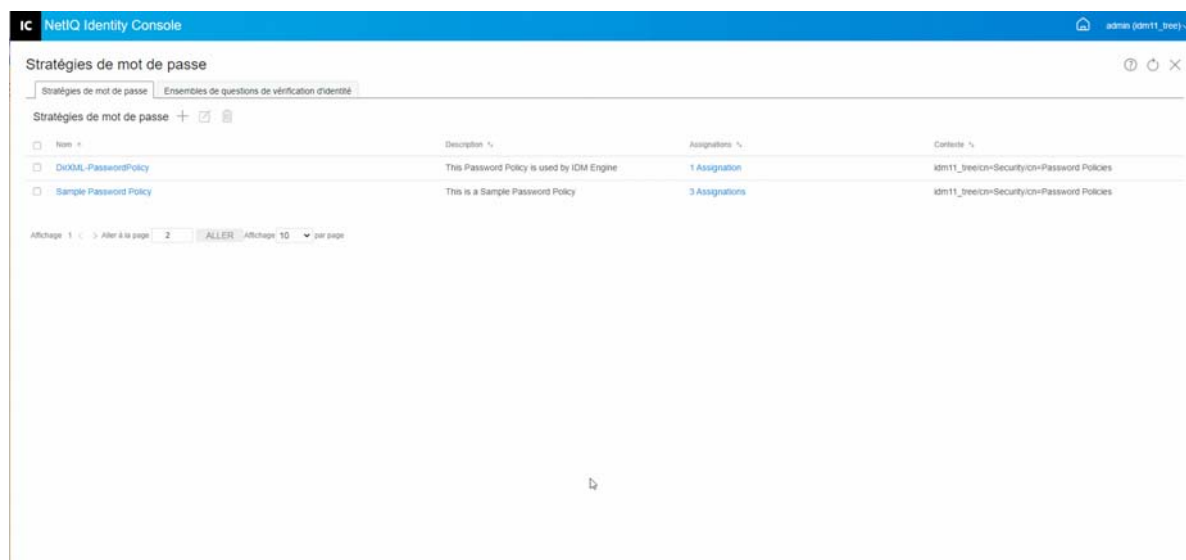 IC NetIQ Identity Console admin (idm11_tree)
Stratégies de mot de passe
Stratégies de mot de passe Ensembles de questions de vérification d'identité
Stratégies de mot de passe
Nom Description Assignations Contexte
DirXML-PasswordPolicy This Password Policy is used by IDM Engine 1 Assignation idm11_tree/cn=Security/cn=Password Policies
Sample Password Policy This is a Sample Password Policy 3 Assignations idm11_tree/cn=Security/cn=Password Policies
Affichage 1 < > Aller à la page 2 ALLER Affichage 10 par page